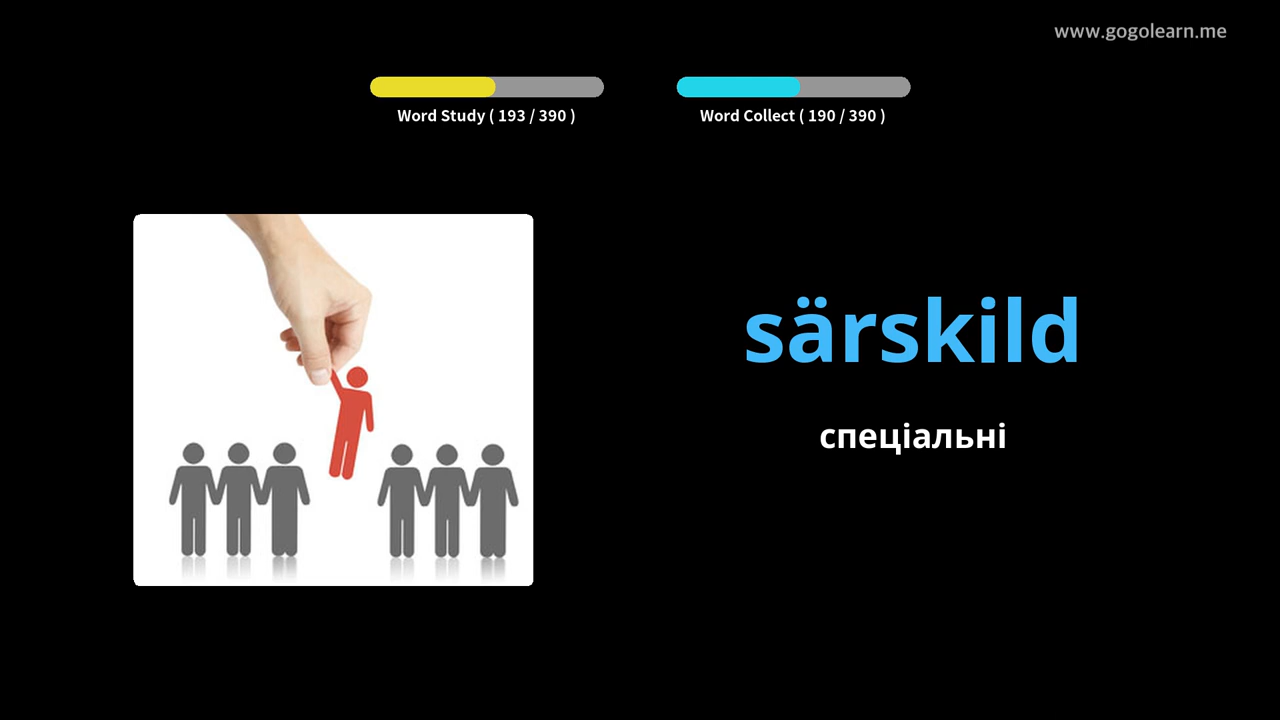 www.gogolearn.me
Word Study ( 193 / 390 )
Word Collect ( 190 / 390 )
särskild
спеціальні